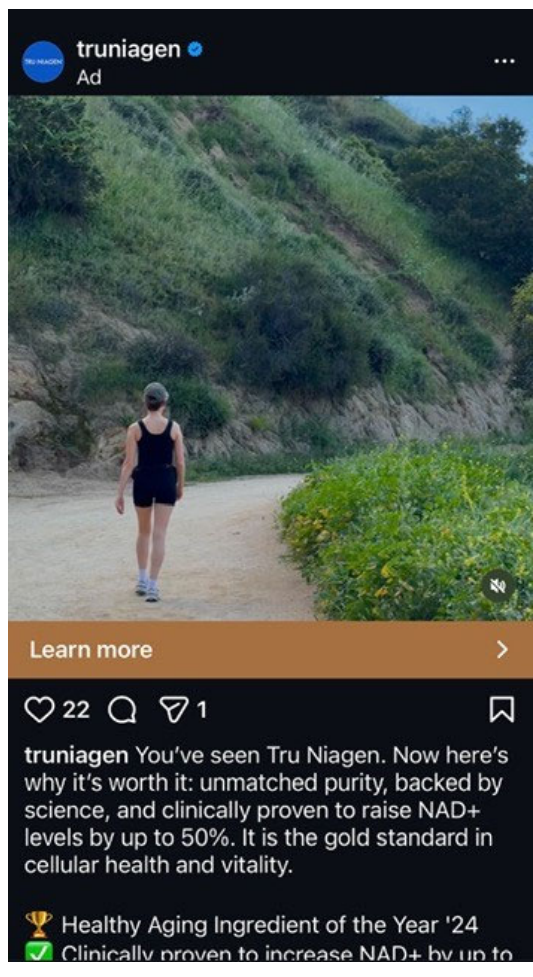 truniagen
TRU NIAGEN
Ad
Learn more
22
1
truniagen You’ve seen Tru Niagen. Now here’s
why it’s worth it: unmatched purity, backed by
science, and clinically proven to raise NAD+
levels by up to 50%. It is the gold standard in
cellular health and vitality.
🏆 Healthy Aging Ingredient of the Year '24
✅ Clinically proven to increase NAD+ by up to